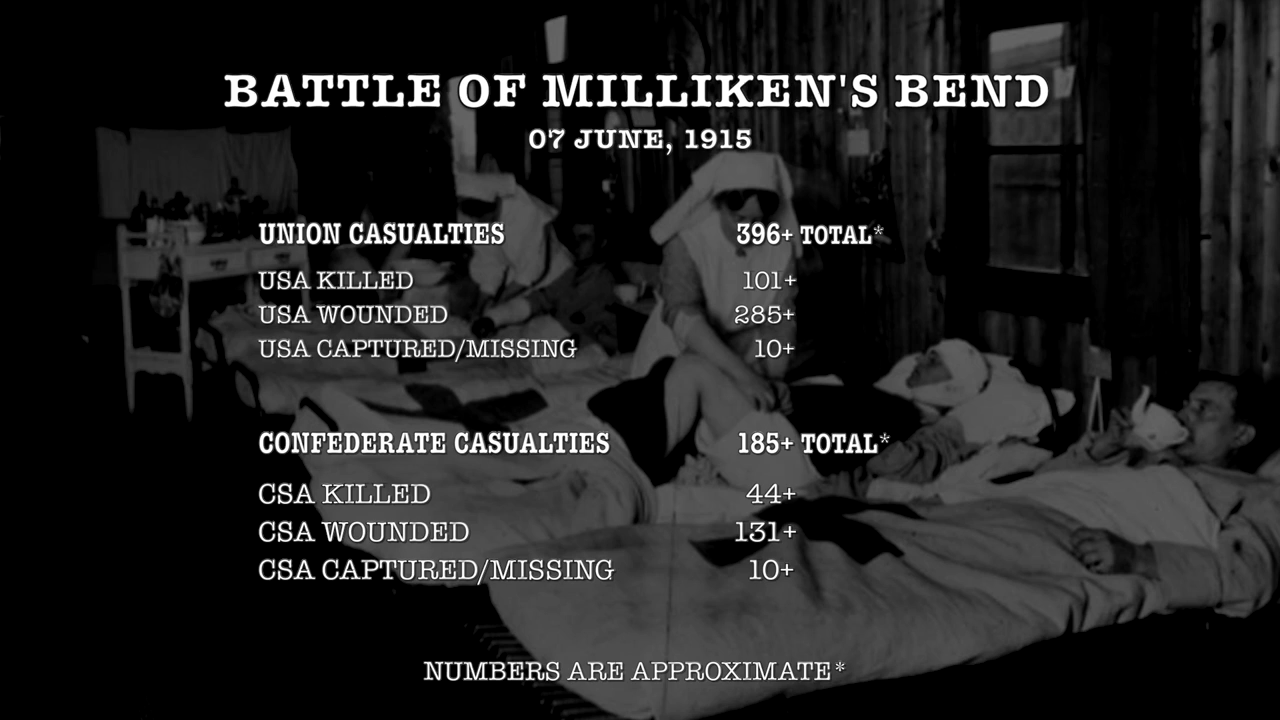 BATTLE OF MILLIKEN'S BEND
07 JUNE, 1915
UNION CASUALTIES 396+ TOTAL*
USA KILLED 101+
USA WOUNDED 285+
USA CAPTURED/MISSING 10+
CONFEDERATE CASUALTIES 185+ TOTAL*
CSA KILLED 44+
CSA WOUNDED 131+
CSA CAPTURED/MISSING 10+
NUMBERS ARE APPROXIMATE*